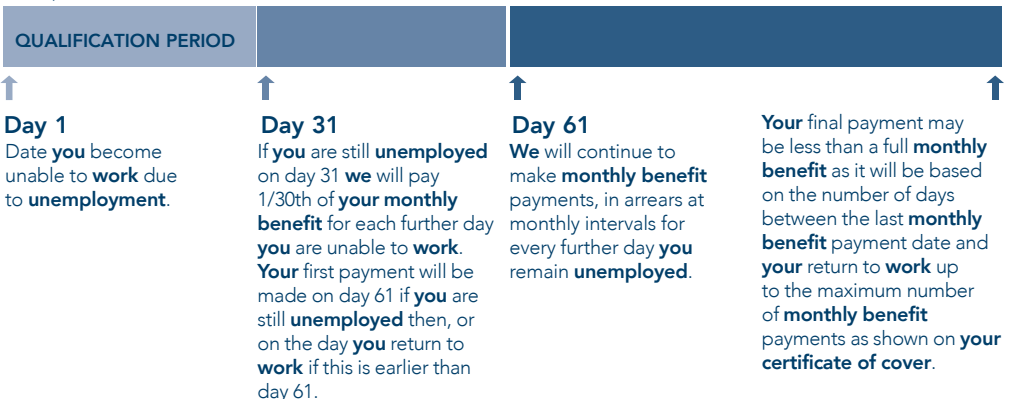 QUALIFICATION PERIOD
Day 1
Date you become
unable to work due
to unemployment.
Day 31
If you are still unemployed
on day 31 we will pay
1/30th of your monthly
benefit for each further day
you are unable to work.
Your first payment will be
made on day 61 if you are
still unemployed then, or
on the day you return to
work if this is earlier than
day 61.
Day 61
We will continue to
make monthly benefit
payments, in arrears at
monthly intervals for
every further day you
remain unemployed.
Your final payment may
be less than a full monthly
benefit as it will be based
on the number of days
between the last monthly
benefit payment date and
your return to work up
to the maximum number
of monthly benefit
payments as shown on your
certificate of cover.